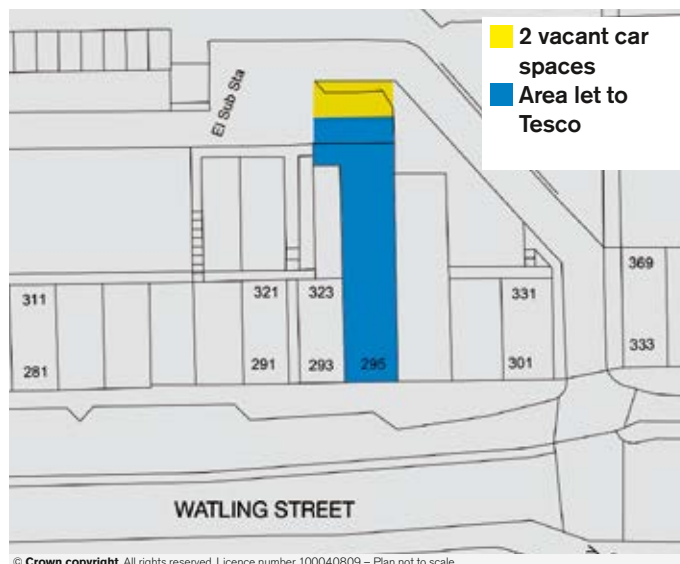 2 vacant car
spaces
Area let to
Tesco
El Sub Sta
311
321
323
331
369
281
291
293
295
301
333
WATLING STREET
© Crown copyright. All rights reserved. Licence number 100040809 – Plan not to scale